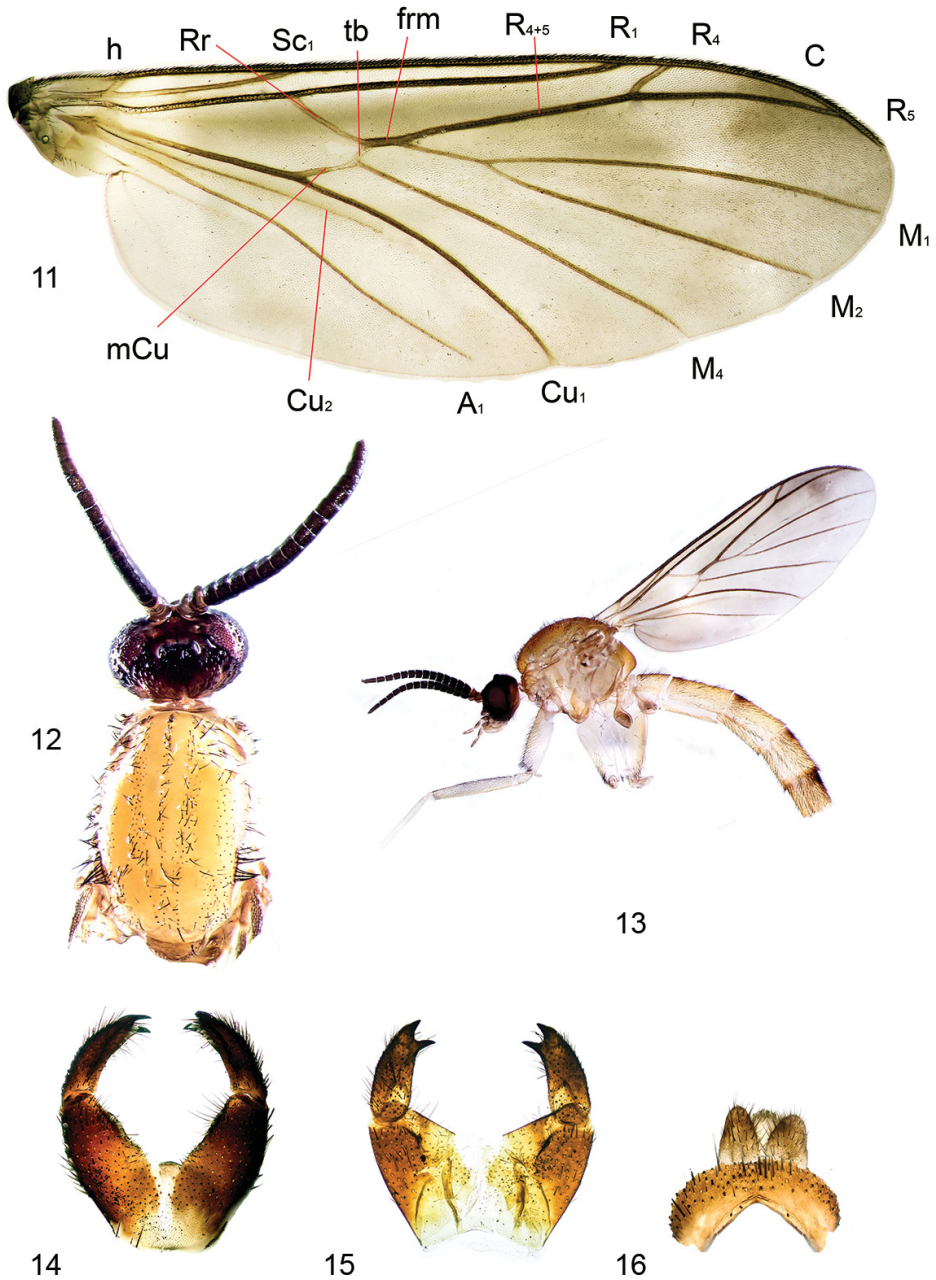 h Rr Sc₁ tb frm R₄₊₅ R₁ R₄ C
R₅
M₁
11
M₂
mCu
M₄
Cu₂ A₁ Cu₁
12
13
14 15 16